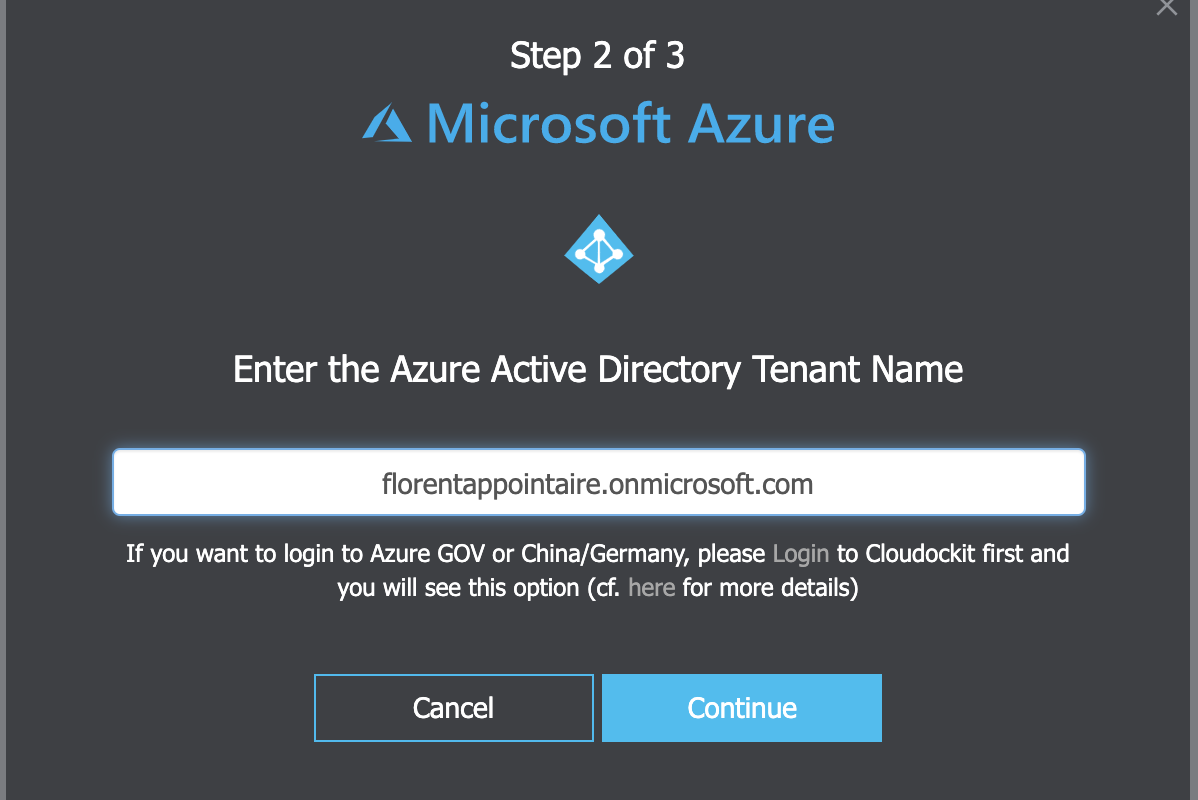 Step 2 of 3
Microsoft Azure
Enter the Azure Active Directory Tenant Name
florentappointaire.onmicrosoft.com
If you want to login to Azure GOV or China/Germany, please Login to Cloudockit first and
you will see this option (cf. here for more details)
Cancel
Continue